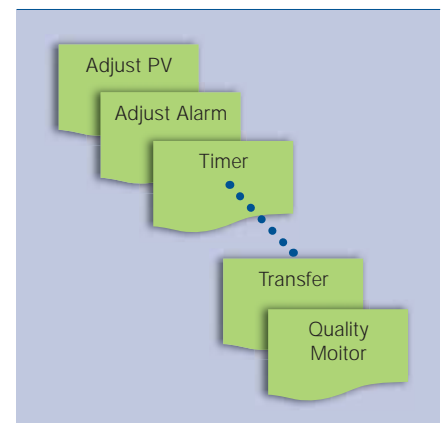 Adjust PV
Adjust Alarm
Timer
Transfer
Quality
Moitor